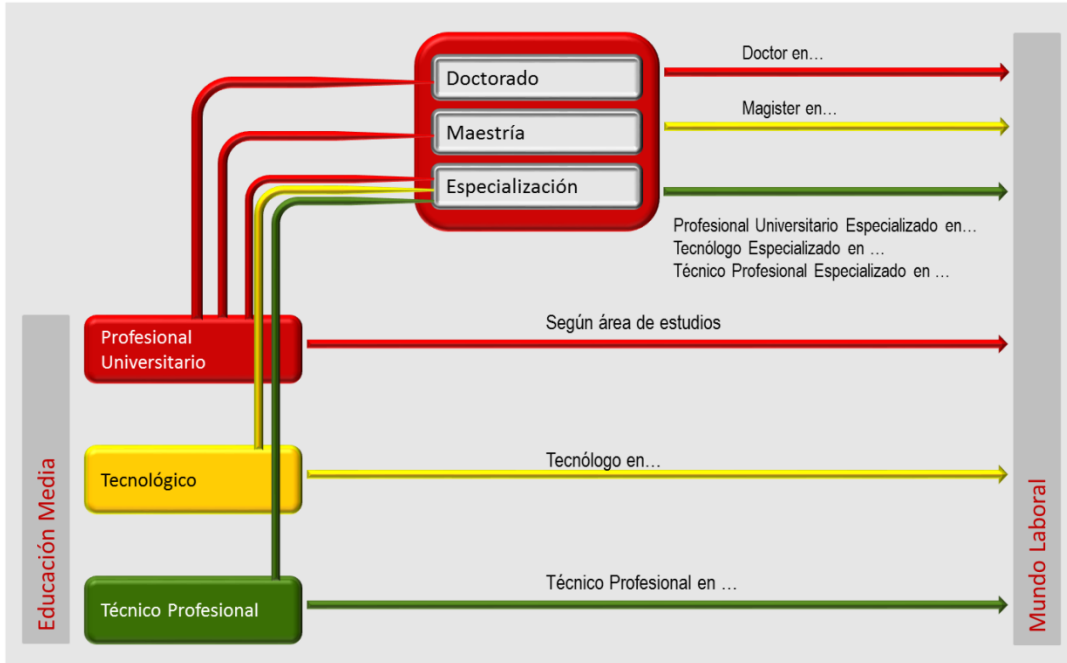 Doctorado
Maestría
Especialización
Doctor en…
Magister en…
Profesional Universitario Especializado en…
Tecnólogo Especializado en …
Técnico Profesional Especializado en …
Educación Media
Profesional
Universitario
Según área de estudios
Tecnológico
Tecnólogo en…
Técnico Profesional
Técnico Profesional en …
Mundo Laboral